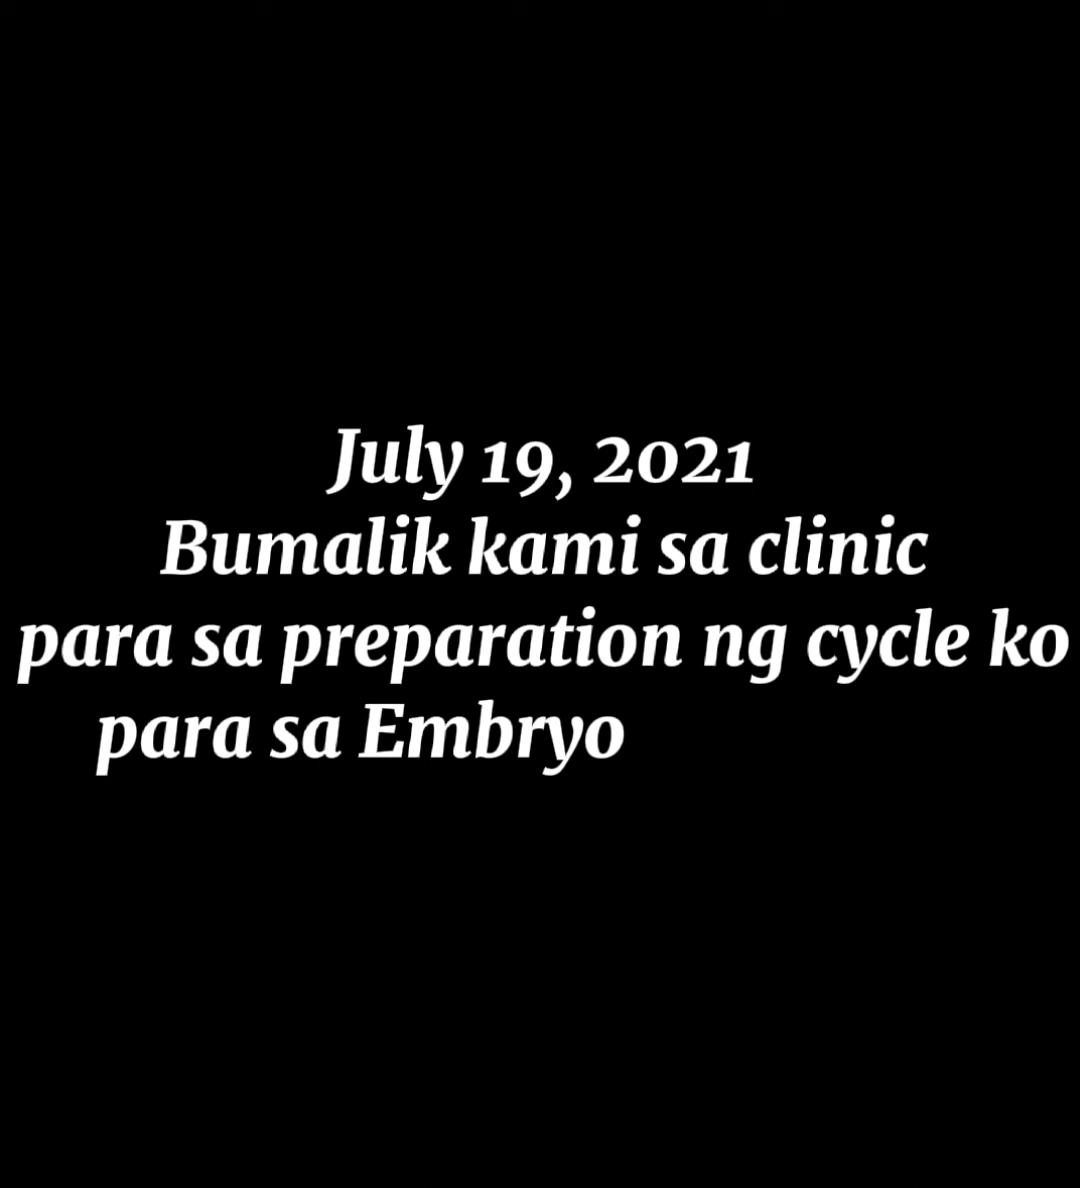 July 19, 2021
Bumalik kami sa clinic
para sa preparation ng cycle ko
para sa Embryo